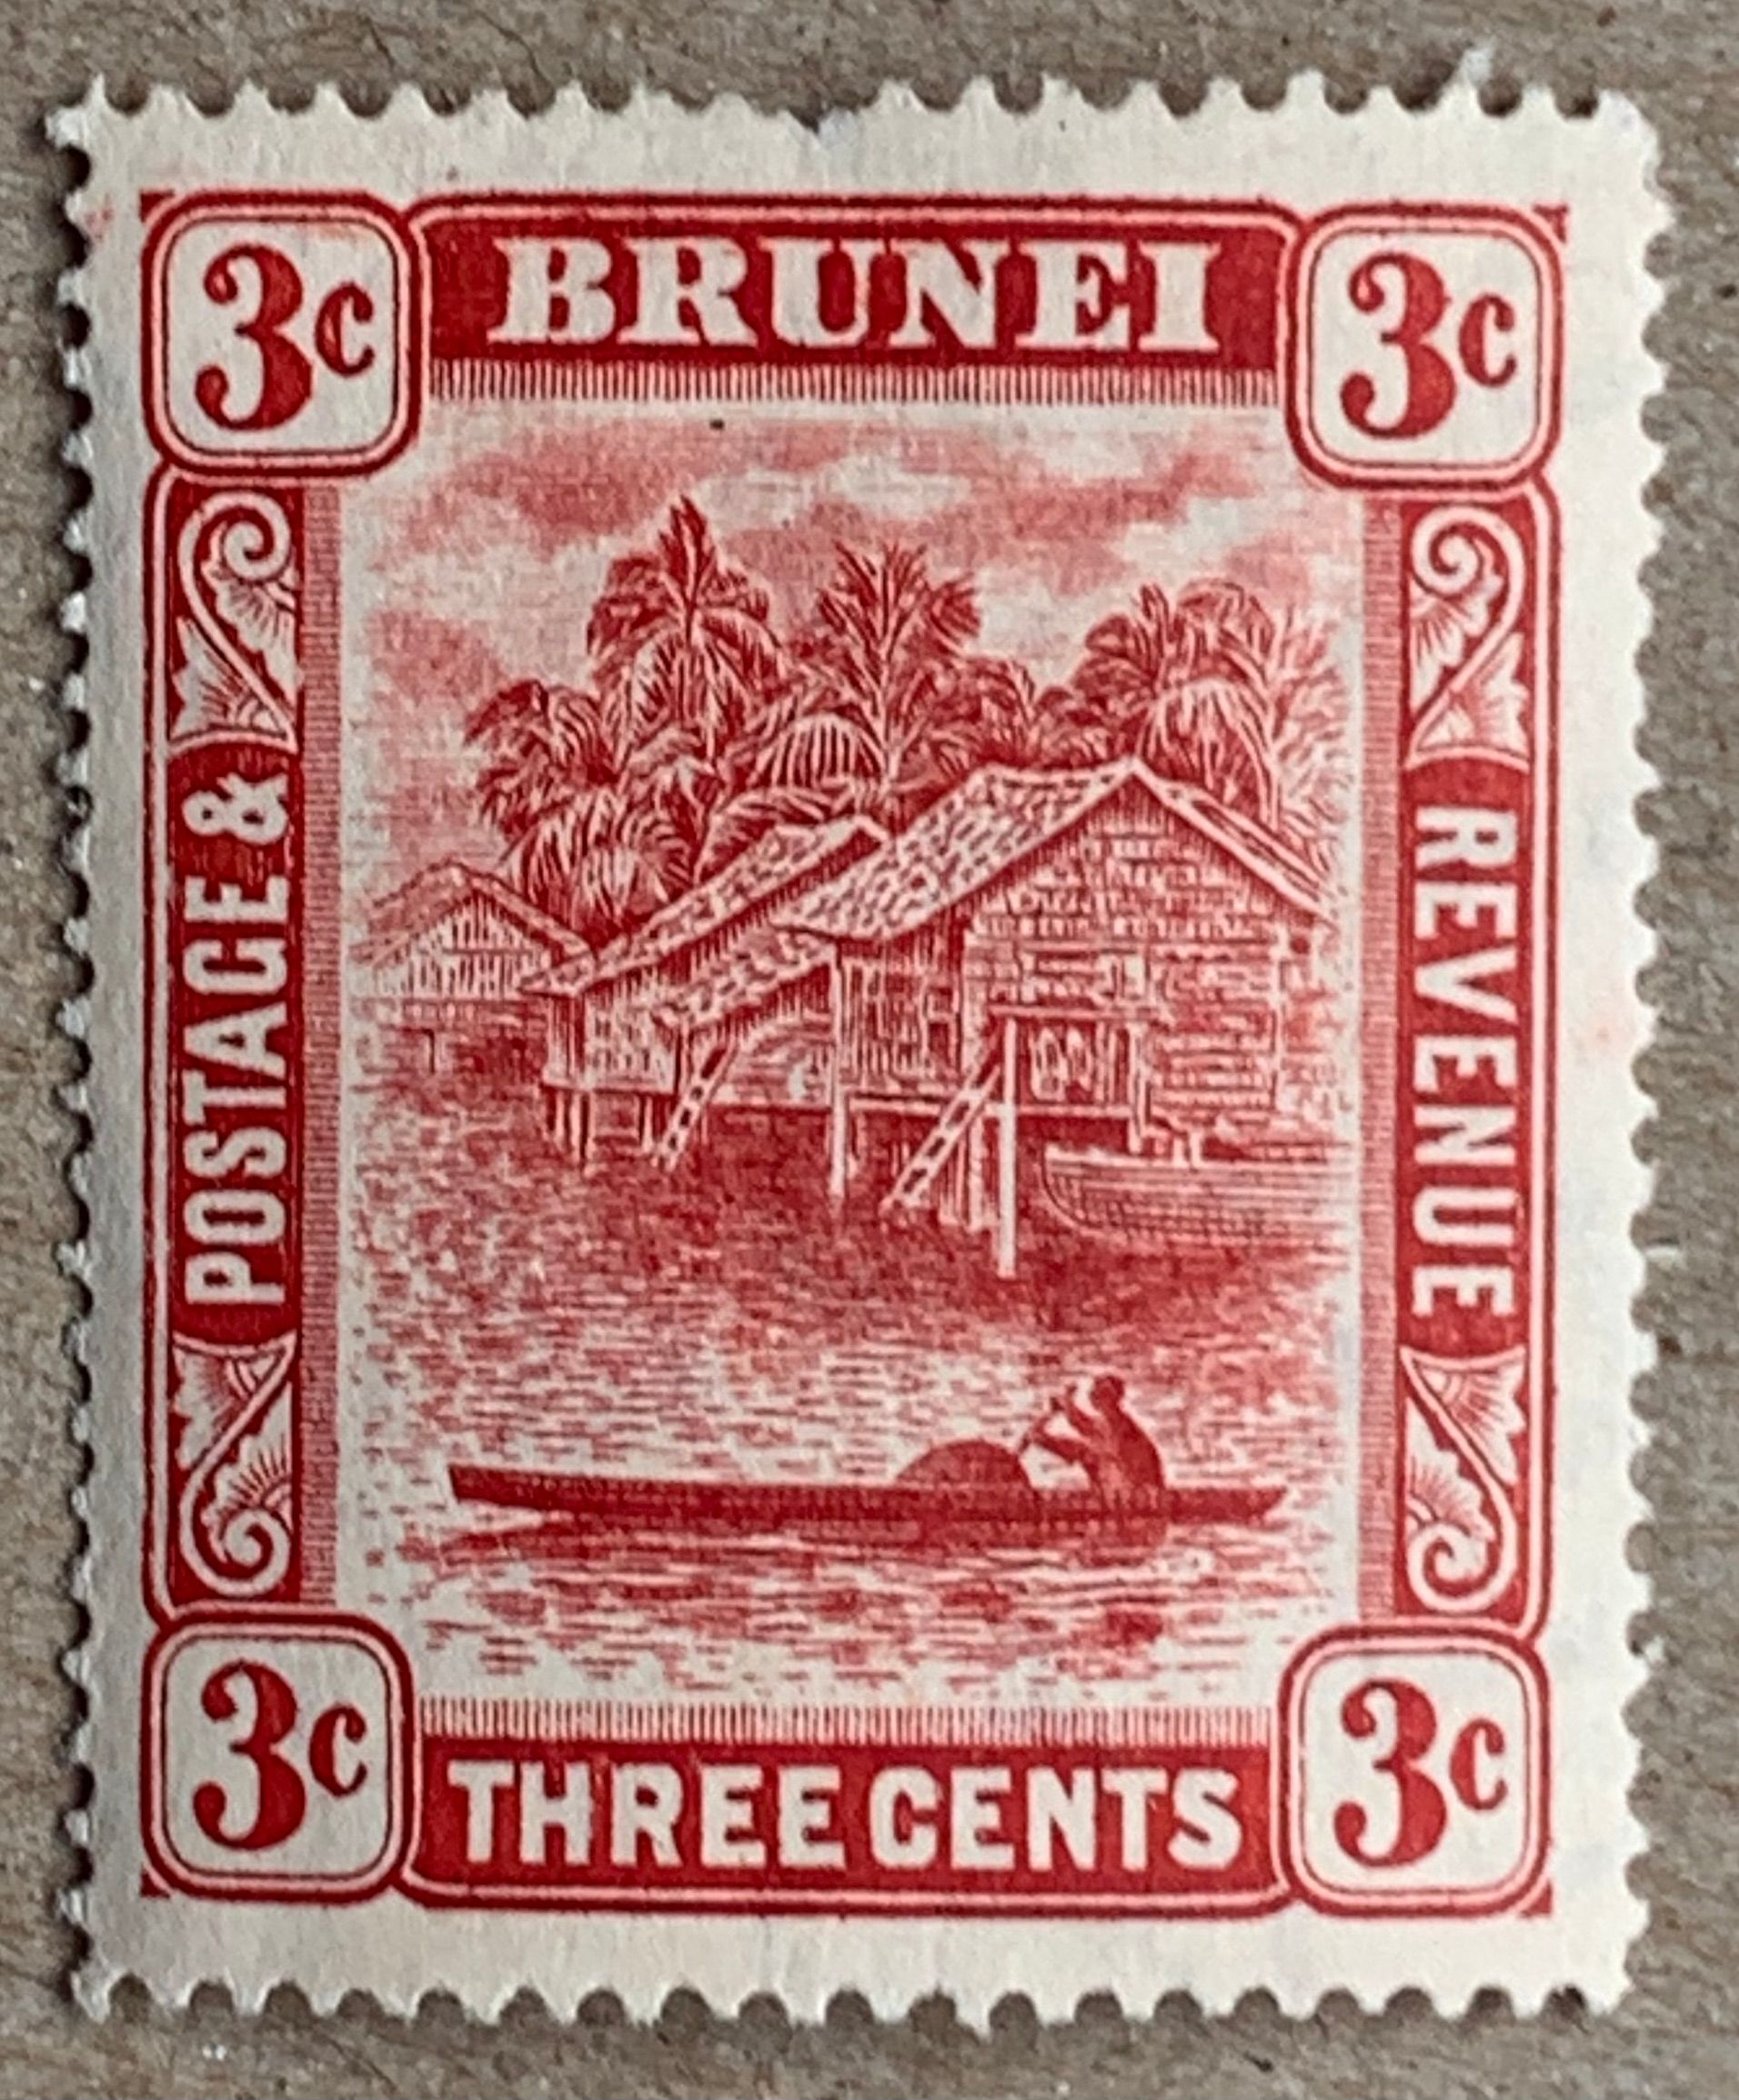 3c BRUNEI 3c
POSTAGE &
REVENUE
3c THREE CENTS 3c